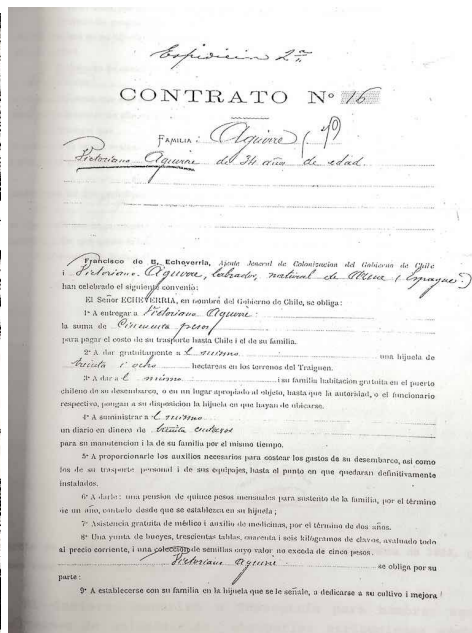 Espedicion 2ª
CONTRATO Nº 16
FAMILIA: Aguirre
Victoriano Aguirre de 34 años de edad
Francisco de B. Echeverría, Ajente Jeneral de Colonizacion del Gobierno de Chile
i Victoriano Aguirre, labrador, natural de
han celebrado el siguiente convenio:
El Señor ECHEVERRIA, en nombre del Gobierno de Chile, se obliga:
1º A entregar a Victoriano Aguirre
la suma de Cincuenta pesos
para pagar el costo de su trasporte hasta Chile i el de su familia.
2º A dar gratuitamente a l mismo una hijuela de
treinta i ocho hectareas en los terrenos del Traiguen.
3º A dar a l mismo i su familia habitacion gratuita en el puerto
chileno de su desembarco, o en un lugar apropiado al objeto, hasta que la autoridad, o el funcionario
respectivo, pongan a su disposicion la hijuela en que hayan de ubicarse.
4º A suministrar a l mismo
un diario en dinero de treinta centavos
para su manutencion i la de su familia por el mismo tiempo.
5º A proporcionarle los auxilios necesarios para costear los gastos de su desembarco, asi como
los de su trasporte personal i de sus equipajes, hasta el punto en que quedaran definitivamente
instalados.
6º A darle: una pension de quince pesos mensuales para sustento de la familia, por el término
de un año, contado desde que se establezca en su hijuela;
7º Asistencia gratuita de médico i auxilio de medicinas, por el término de dos años.
8º Una yunta de bueyes, trescientas tablas, cuarenta i seis kilógramos de clavos, avaluado todo
al precio corriente, i una coleccion de semillas cuyo valor no exceda de cinco pesos.
Victoriano Aguirre se obliga por su
parte:
9º A establecerse con su familia en la hijuela que se le señale, a dedicarse a su cultivo i mejora